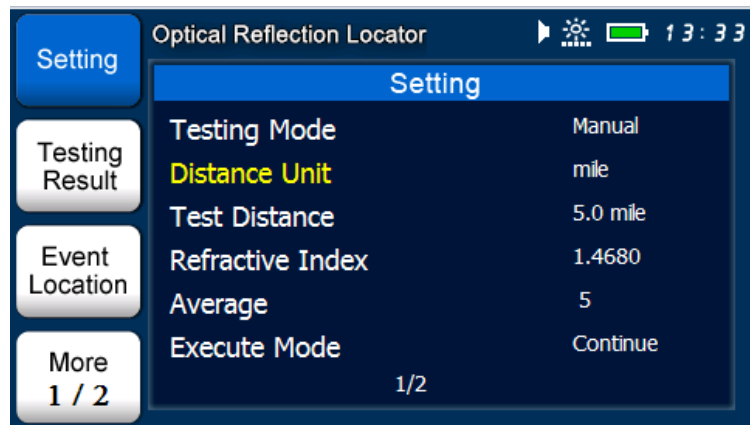 Setting
Optical Reflection Locator 13:33
Setting
Testing Mode Manual
Distance Unit mile
Test Distance 5.0 mile
Refractive Index 1.4680
Average 5
Execute Mode Continue
1/2
Testing
Result
Event
Location
More
1 / 2